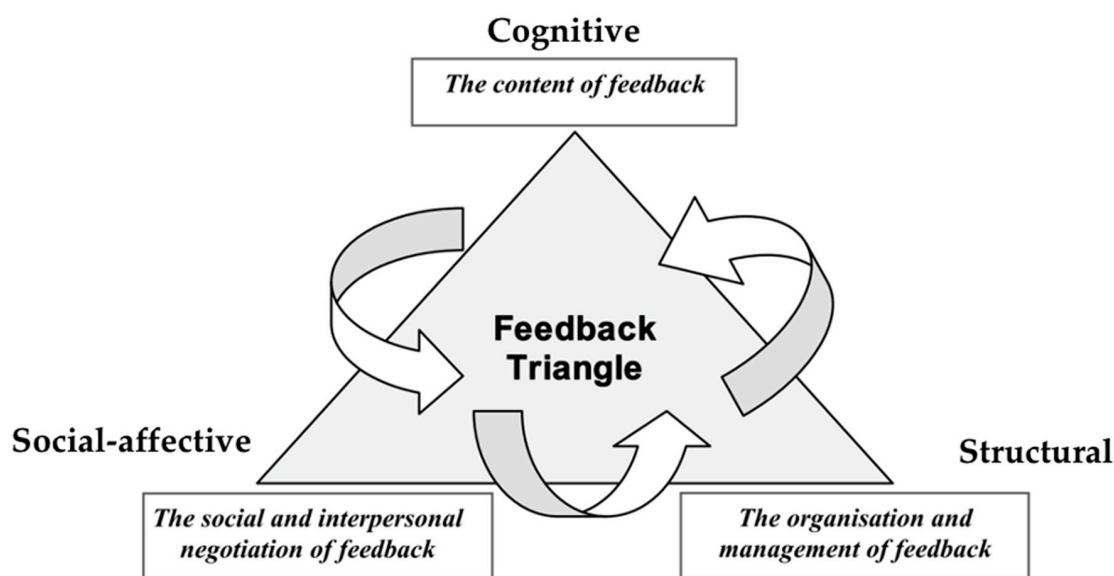 Cognitive
The content of feedback
Feedback
Triangle
Social-affective
Structural
The social and interpersonal
negotiation of feedback
The organisation and
management of feedback